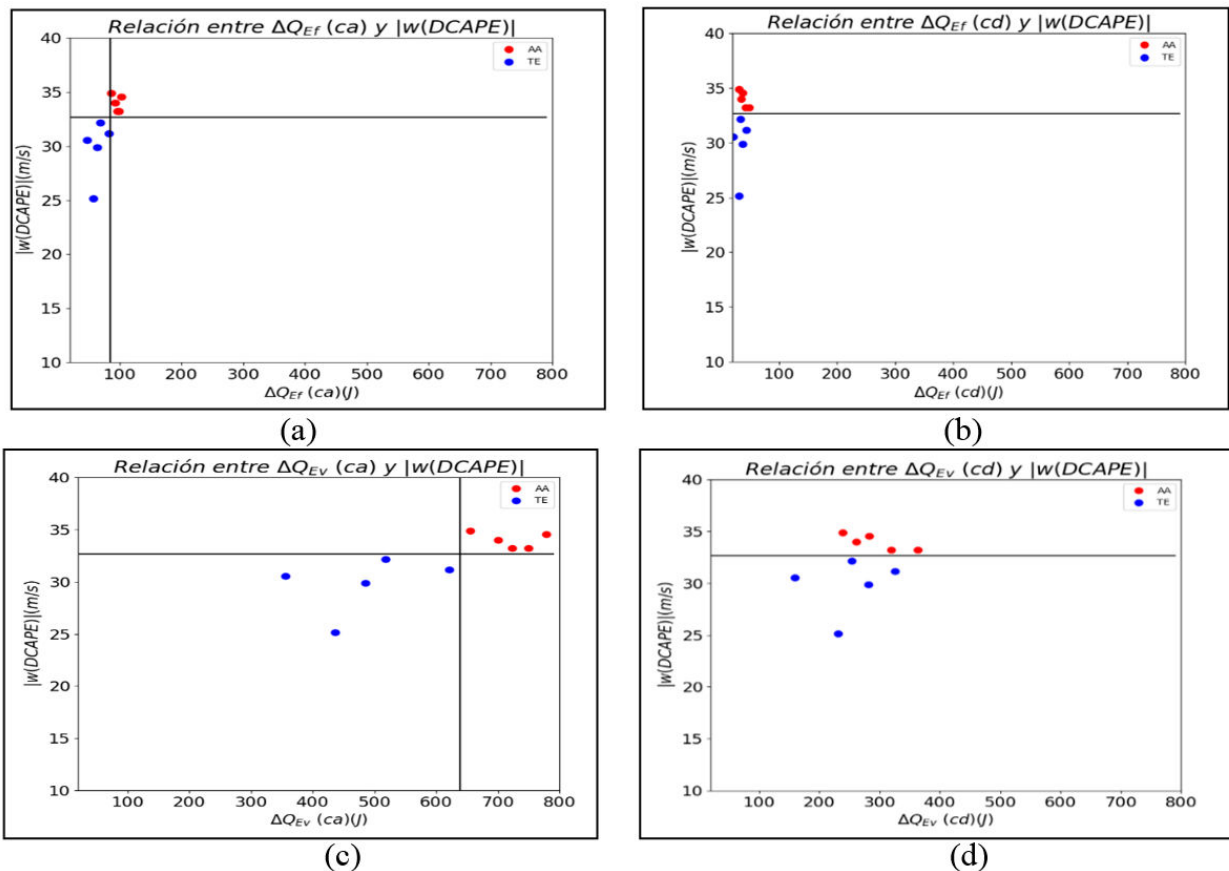 Relación entre ΔQ_Ef (ca) y |w(DCAPE)|
AA
TE
40
35
30
25
20
15
10
|w(DCAPE)|(m/s)
100 200 300 400 500 600 700 800
ΔQ_Ef (ca)(J)
(a)
Relación entre ΔQ_Ef (cd) y |w(DCAPE)|
AA
TE
40
35
30
25
20
15
10
|w(DCAPE)|(m/s)
100 200 300 400 500 600 700 800
ΔQ_Ef (cd)(J)
(b)
Relación entre ΔQ_Ev (ca) y |w(DCAPE)|
AA
TE
40
35
30
25
20
15
10
|w(DCAPE)|(m/s)
100 200 300 400 500 600 700 800
ΔQ_Ev (ca)(J)
(c)
Relación entre ΔQ_Ev (cd) y |w(DCAPE)|
AA
TE
40
35
30
25
20
15
10
|w(DCAPE)|(m/s)
100 200 300 400 500 600 700 800
ΔQ_Ev (cd)(J)
(d)